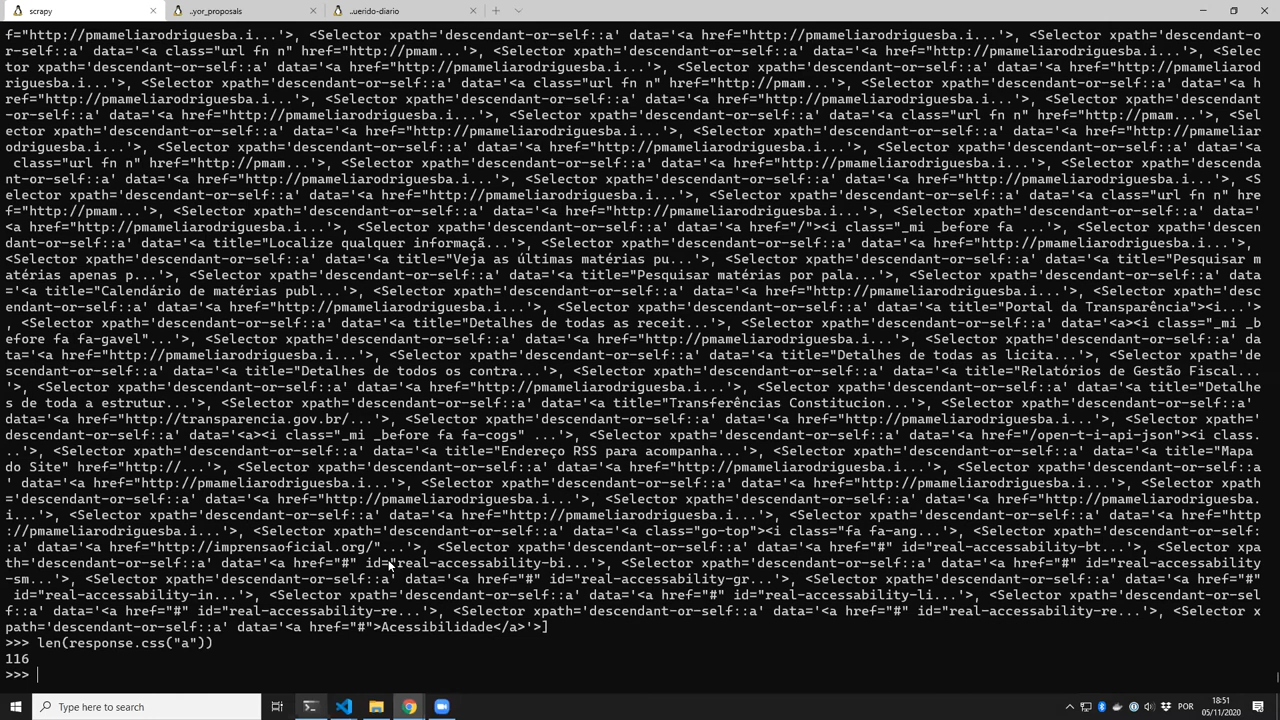 scrapy
..yor_proposals
..uerido-diario
f="http://pmameliarodriguesba.i...'>, <Selector xpath='descendant-or-self::a' data='<a href="http://pmameliarodriguesba.i...'>, <Selector xpath='descendant-o
r-self::a' data='<a class="url fn n" href="http://pmam...'>, <Selector xpath='descendant-or-self::a' data='<a href="http://pmameliarodriguesba.i...'>, <Selec
tor xpath='descendant-or-self::a' data='<a href="http://pmameliarodriguesba.i...'>, <Selector xpath='descendant-or-self::a' data='<a href="http://pmameliarod
riguesba.i...'>, <Selector xpath='descendant-or-self::a' data='<a class="url fn n" href="http://pmam...'>, <Selector xpath='descendant-or-self::a' data='<a h
ref="http://pmameliarodriguesba.i...'>, <Selector xpath='descendant-or-self::a' data='<a href="http://pmameliarodriguesba.i...'>, <Selector xpath='descendant
-or-self::a' data='<a href="http://pmameliarodriguesba.i...'>, <Selector xpath='descendant-or-self::a' data='<a class="url fn n" href="http://pmam...'>, <Sel
ector xpath='descendant-or-self::a' data='<a href="http://pmameliarodriguesba.i...'>, <Selector xpath='descendant-or-self::a' data='<a href="http://pmameliar
odriguesba.i...'>, <Selector xpath='descendant-or-self::a' data='<a href="http://pmameliarodriguesba.i...'>, <Selector xpath='descendant-or-self::a' data='<a
 class="url fn n" href="http://pmam...'>, <Selector xpath='descendant-or-self::a' data='<a href="http://pmameliarodriguesba.i...'>, <Selector xpath='descenda
nt-or-self::a' data='<a href="http://pmameliarodriguesba.i...'>, <Selector xpath='descendant-or-self::a' data='<a href="http://pmameliarodriguesba.i...'>, <S
elector xpath='descendant-or-self::a' data='<a href="http://pmameliarodriguesba.i...'>, <Selector xpath='descendant-or-self::a' data='<a class="url fn n" hre
f="http://pmam...'>, <Selector xpath='descendant-or-self::a' data='<a href="http://pmameliarodriguesba.i...'>, <Selector xpath='descendant-or-self::a' data='
<a href="http://pmameliarodriguesba.i...'>, <Selector xpath='descendant-or-self::a' data='<a href="/"><i class="_mi _before fa ...'>, <Selector xpath='descen
dant-or-self::a' data='<a title="Localize qualquer informaçã...'>, <Selector xpath='descendant-or-self::a' data='<a href="http://pmameliarodriguesba.i...'>,
<Selector xpath='descendant-or-self::a' data='<a title="Veja as últimas matérias pu...'>, <Selector xpath='descendant-or-self::a' data='<a title="Pesquisar m
atérias apenas p...'>, <Selector xpath='descendant-or-self::a' data='<a title="Pesquisar matérias por pala...'>, <Selector xpath='descendant-or-self::a' data=
'<a title="Calendário de matérias publ...'>, <Selector xpath='descendant-or-self::a' data='<a href="http://pmameliarodriguesba.i...'>, <Selector xpath='desc
endant-or-self::a' data='<a href="http://pmameliarodriguesba.i...'>, <Selector xpath='descendant-or-self::a' data='<a title="Portal da Transparência"><i...'>
, <Selector xpath='descendant-or-self::a' data='<a title="Detalhes de todas as receit...'>, <Selector xpath='descendant-or-self::a' data='<a><i class="_mi _b
efore fa fa-gavel"...'>, <Selector xpath='descendant-or-self::a' data='<a href="http://pmameliarodriguesba.i...'>, <Selector xpath='descendant-or-self::a' da
ta='<a href="http://pmameliarodriguesba.i...'>, <Selector xpath='descendant-or-self::a' data='<a title="Detalhes de todas as licita...'>, <Selector xpath='de
scendant-or-self::a' data='<a title="Detalhes de todos os contra...'>, <Selector xpath='descendant-or-self::a' data='<a title="Relatórios de Gestão Fiscal...
'>, <Selector xpath='descendant-or-self::a' data='<a href="http://pmameliarodriguesba.i...'>, <Selector xpath='descendant-or-self::a' data='<a title="Detalhe
s de toda a estrutur...'>, <Selector xpath='descendant-or-self::a' data='<a title="Transferências Constitucion...'>, <Selector xpath='descendant-or-self::a'
data='<a href="http://transparencia.gov.br/...'>, <Selector xpath='descendant-or-self::a' data='<a href="http://pmameliarodriguesba.i...'>, <Selector xpath='
descendant-or-self::a' data='<a><i class="_mi _before fa fa-cogs" ...'>, <Selector xpath='descendant-or-self::a' data='<a href="/open-t-i-api-json"><i class.
..'>, <Selector xpath='descendant-or-self::a' data='<a title="Endereço RSS para acompanha...'>, <Selector xpath='descendant-or-self::a' data='<a title="Mapa
do Site" href="http://...'>, <Selector xpath='descendant-or-self::a' data='<a href="http://pmameliarodriguesba.i...'>, <Selector xpath='descendant-or-self::a
' data='<a href="http://pmameliarodriguesba.i...'>, <Selector xpath='descendant-or-self::a' data='<a href="http://pmameliarodriguesba.i...'>, <Selector xpath
='descendant-or-self::a' data='<a href="http://pmameliarodriguesba.i...'>, <Selector xpath='descendant-or-self::a' data='<a href="http://pmameliarodriguesba.
i...'>, <Selector xpath='descendant-or-self::a' data='<a href="http://pmameliarodriguesba.i...'>, <Selector xpath='descendant-or-self::a' data='<a href="http
://pmameliarodriguesba.i...'>, <Selector xpath='descendant-or-self::a' data='<a class="go-top"><i class="fa fa-ang...'>, <Selector xpath='descendant-or-self:
:a' data='<a href="http://imprensaoficial.org/"...'>, <Selector xpath='descendant-or-self::a' data='<a href="#" id="real-accessability-bt...'>, <Selector xpa
th='descendant-or-self::a' data='<a href="#" id="real-accessability-bi...'>, <Selector xpath='descendant-or-self::a' data='<a href="#" id="real-accessability
-sm...'>, <Selector xpath='descendant-or-self::a' data='<a href="#" id="real-accessability-gr...'>, <Selector xpath='descendant-or-self::a' data='<a href="#"
 id="real-accessability-in...'>, <Selector xpath='descendant-or-self::a' data='<a href="#" id="real-accessability-li...'>, <Selector xpath='descendant-or-sel
f::a' data='<a href="#" id="real-accessability-re...'>, <Selector xpath='descendant-or-self::a' data='<a href="#" id="real-accessability-re...'>, <Selector x
path='descendant-or-self::a' data='<a href="#">Acessibilidade</a>'>]
>>> len(response.css("a"))
116
>>>
Type here to search
POR
18:51
05/11/2020